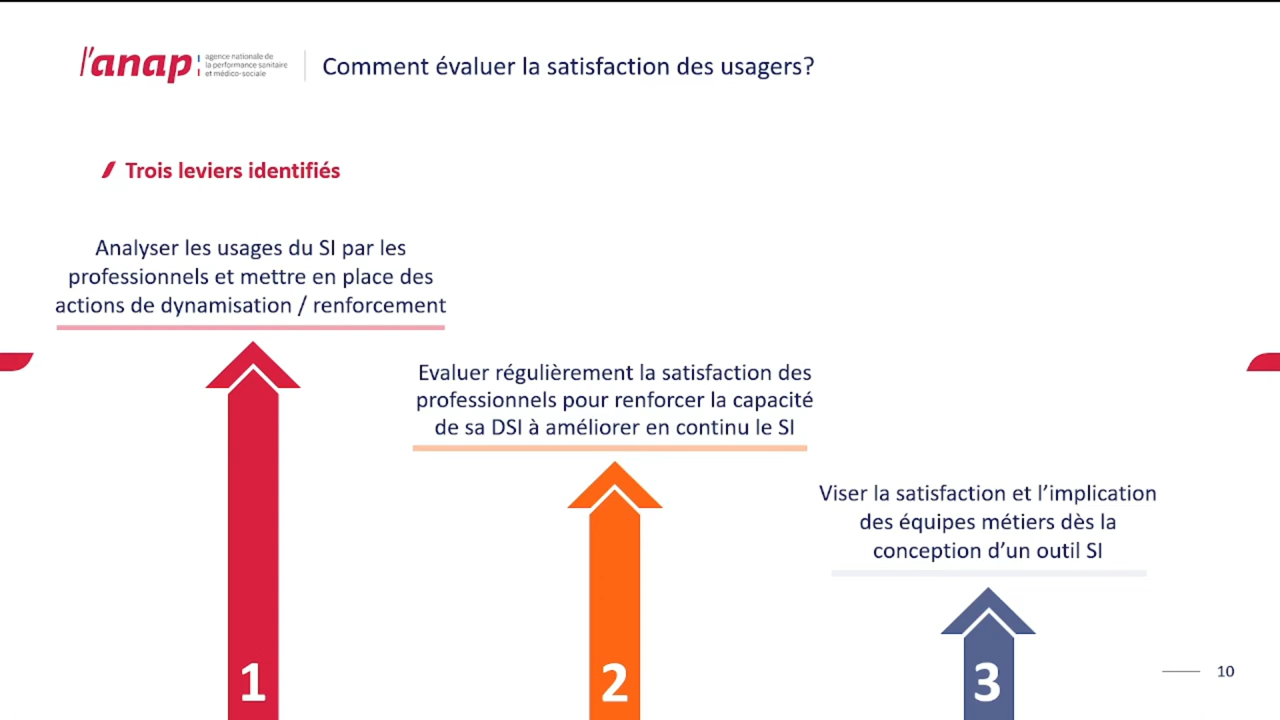 l'anap
agence nationale de
la performance sanitaire
et médico-sociale
Comment évaluer la satisfaction des usagers?
Trois leviers identifiés
Analyser les usages du SI par les
professionnels et mettre en place des
actions de dynamisation / renforcement
1
Evaluer régulièrement la satisfaction des
professionnels pour renforcer la capacité
de sa DSI à améliorer en continu le SI
2
Viser la satisfaction et l’implication
des équipes métiers dès la
conception d’un outil SI
3
10